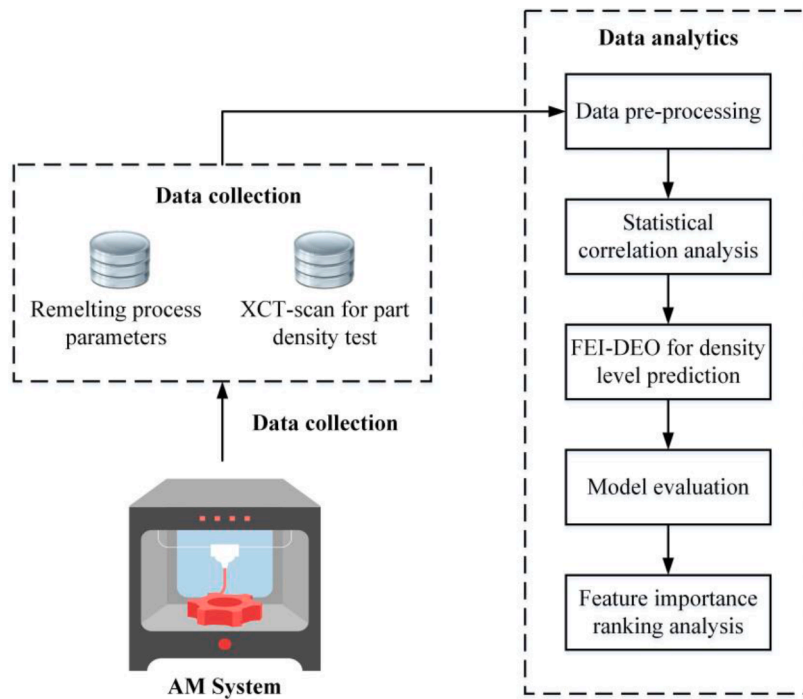 Data collection
Remelting process
parameters
XCT-scan for part
density test
Data collection
AM System
Data analytics
Data pre-processing
Statistical
correlation analysis
FEI-DEO for density
level prediction
Model evaluation
Feature importance
ranking analysis